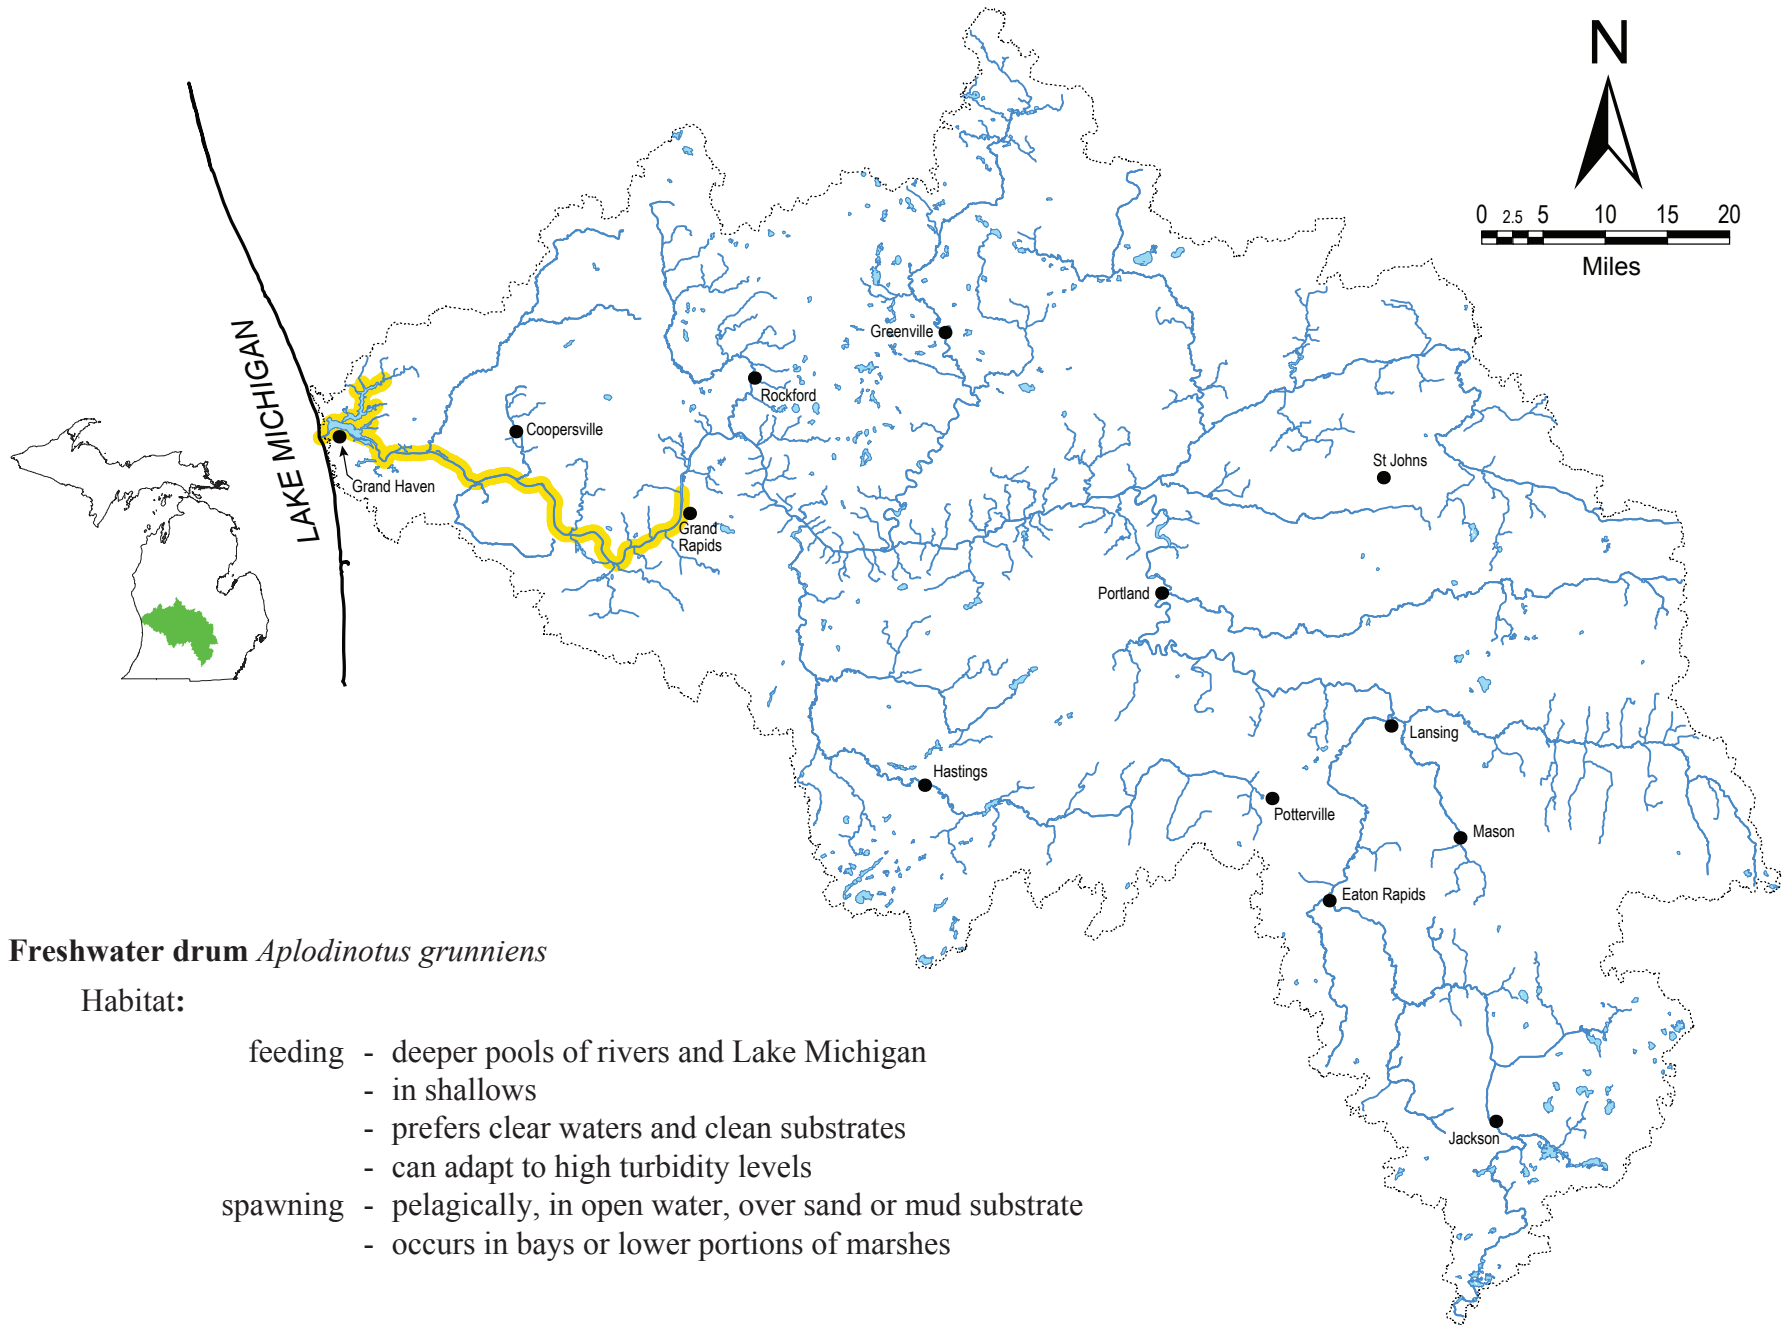 N
0 2.5 5 10 15 20
Miles
LAKE MICHIGAN
Greenville
Rockford
Coopersville
Grand Haven
St Johns
Grand
Rapids
Portland
Lansing
Hastings
Potterville
Mason
Eaton Rapids
Jackson
Freshwater drum Aplodinotus grunniens
Habitat:
feeding - deeper pools of rivers and Lake Michigan
- in shallows
- prefers clear waters and clean substrates
- can adapt to high turbidity levels
spawning - pelagically, in open water, over sand or mud substrate
- occurs in bays or lower portions of marshes